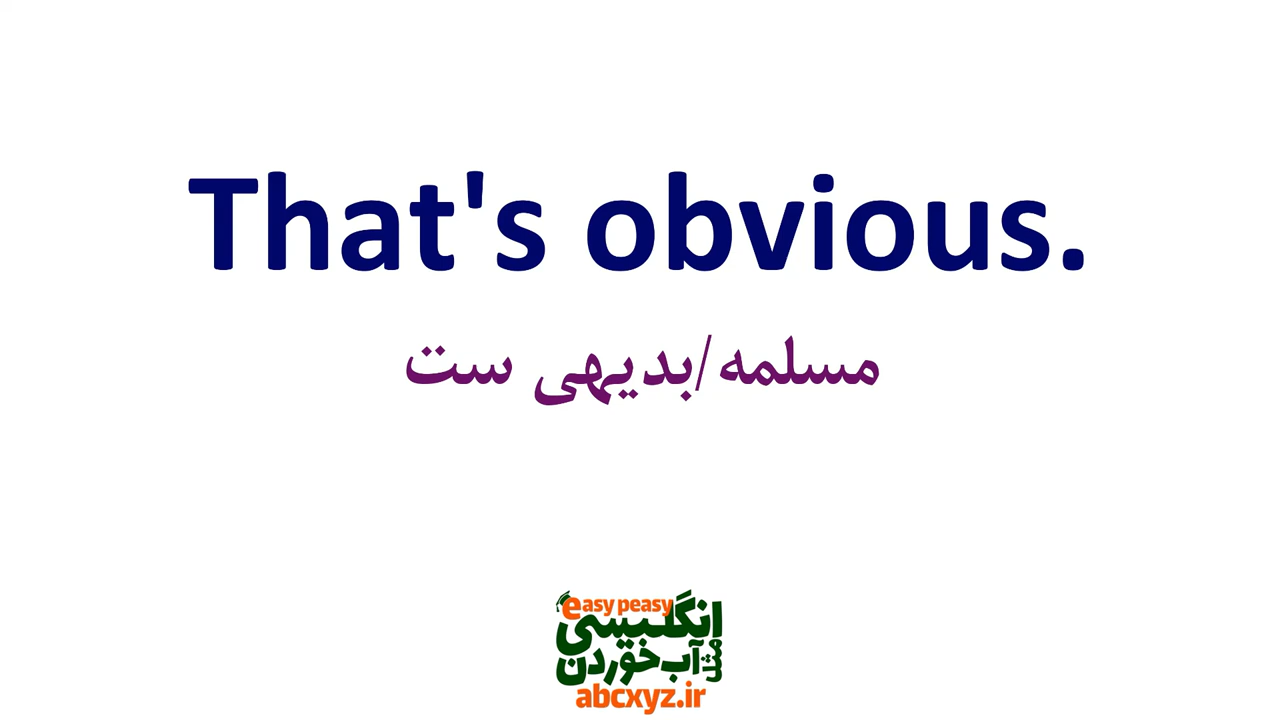 That's obvious.
مسلمه/بدیهی ست
easy peasy
انگلیسی
مثل آب خوردن
abcxyz.ir